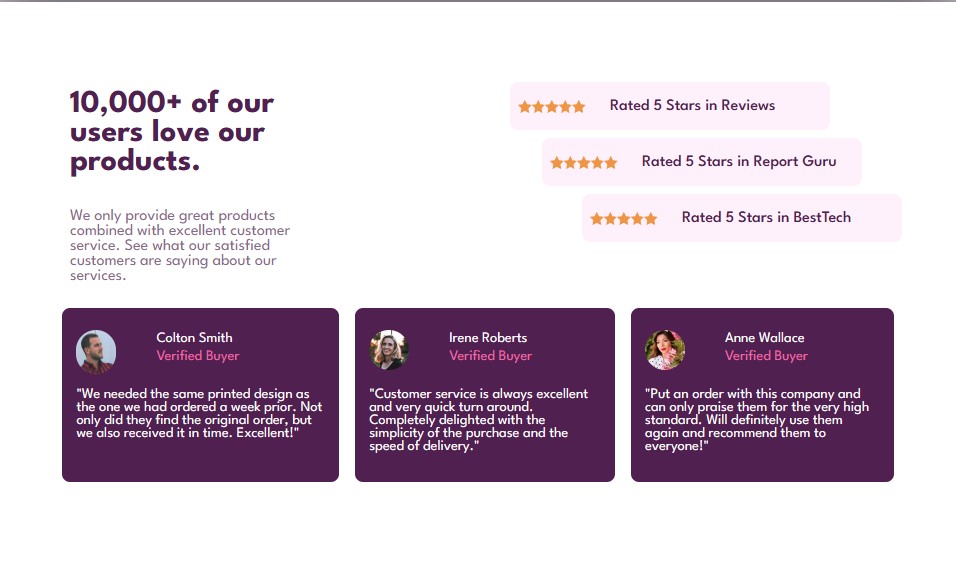 10,000+ of our
users love our
products.
We only provide great products
combined with excellent customer
service. See what our satisfied
customers are saying about our
services.
Rated 5 Stars in Reviews
Rated 5 Stars in Report Guru
Rated 5 Stars in BestTech
Colton Smith
Verified Buyer
"We needed the same printed design as
the one we had ordered a week prior. Not
only did they find the original order, but
we also received it in time. Excellent!"
Irene Roberts
Verified Buyer
"Customer service is always excellent
and very quick turn around.
Completely delighted with the
simplicity of the purchase and the
speed of delivery."
Anne Wallace
Verified Buyer
"Put an order with this company and
can only praise them for the very high
standard. Will definitely use them
again and recommend them to
everyone!"